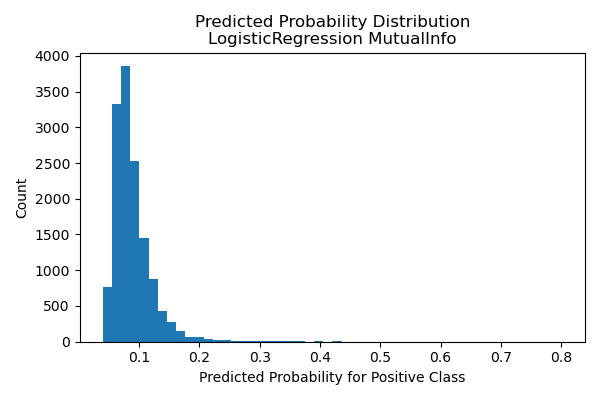 Predicted Probability Distribution
LogisticRegression MutualInfo
4000
3500
3000
2500
2000
1500
1000
500
0
Count
0.1 0.2 0.3 0.4 0.5 0.6 0.7 0.8
Predicted Probability for Positive Class